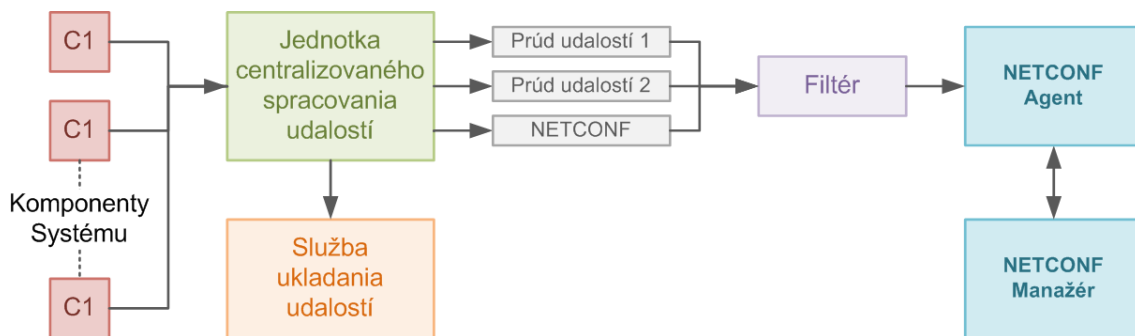 C1
C1
Komponenty
Systému
C1
Jednotka
centralizovaného
spracovania
udalostí
Služba
ukladania
udalostí
Prúd udalostí 1
Prúd udalostí 2
NETCONF
Filtér
NETCONF
Agent
NETCONF
Manažér